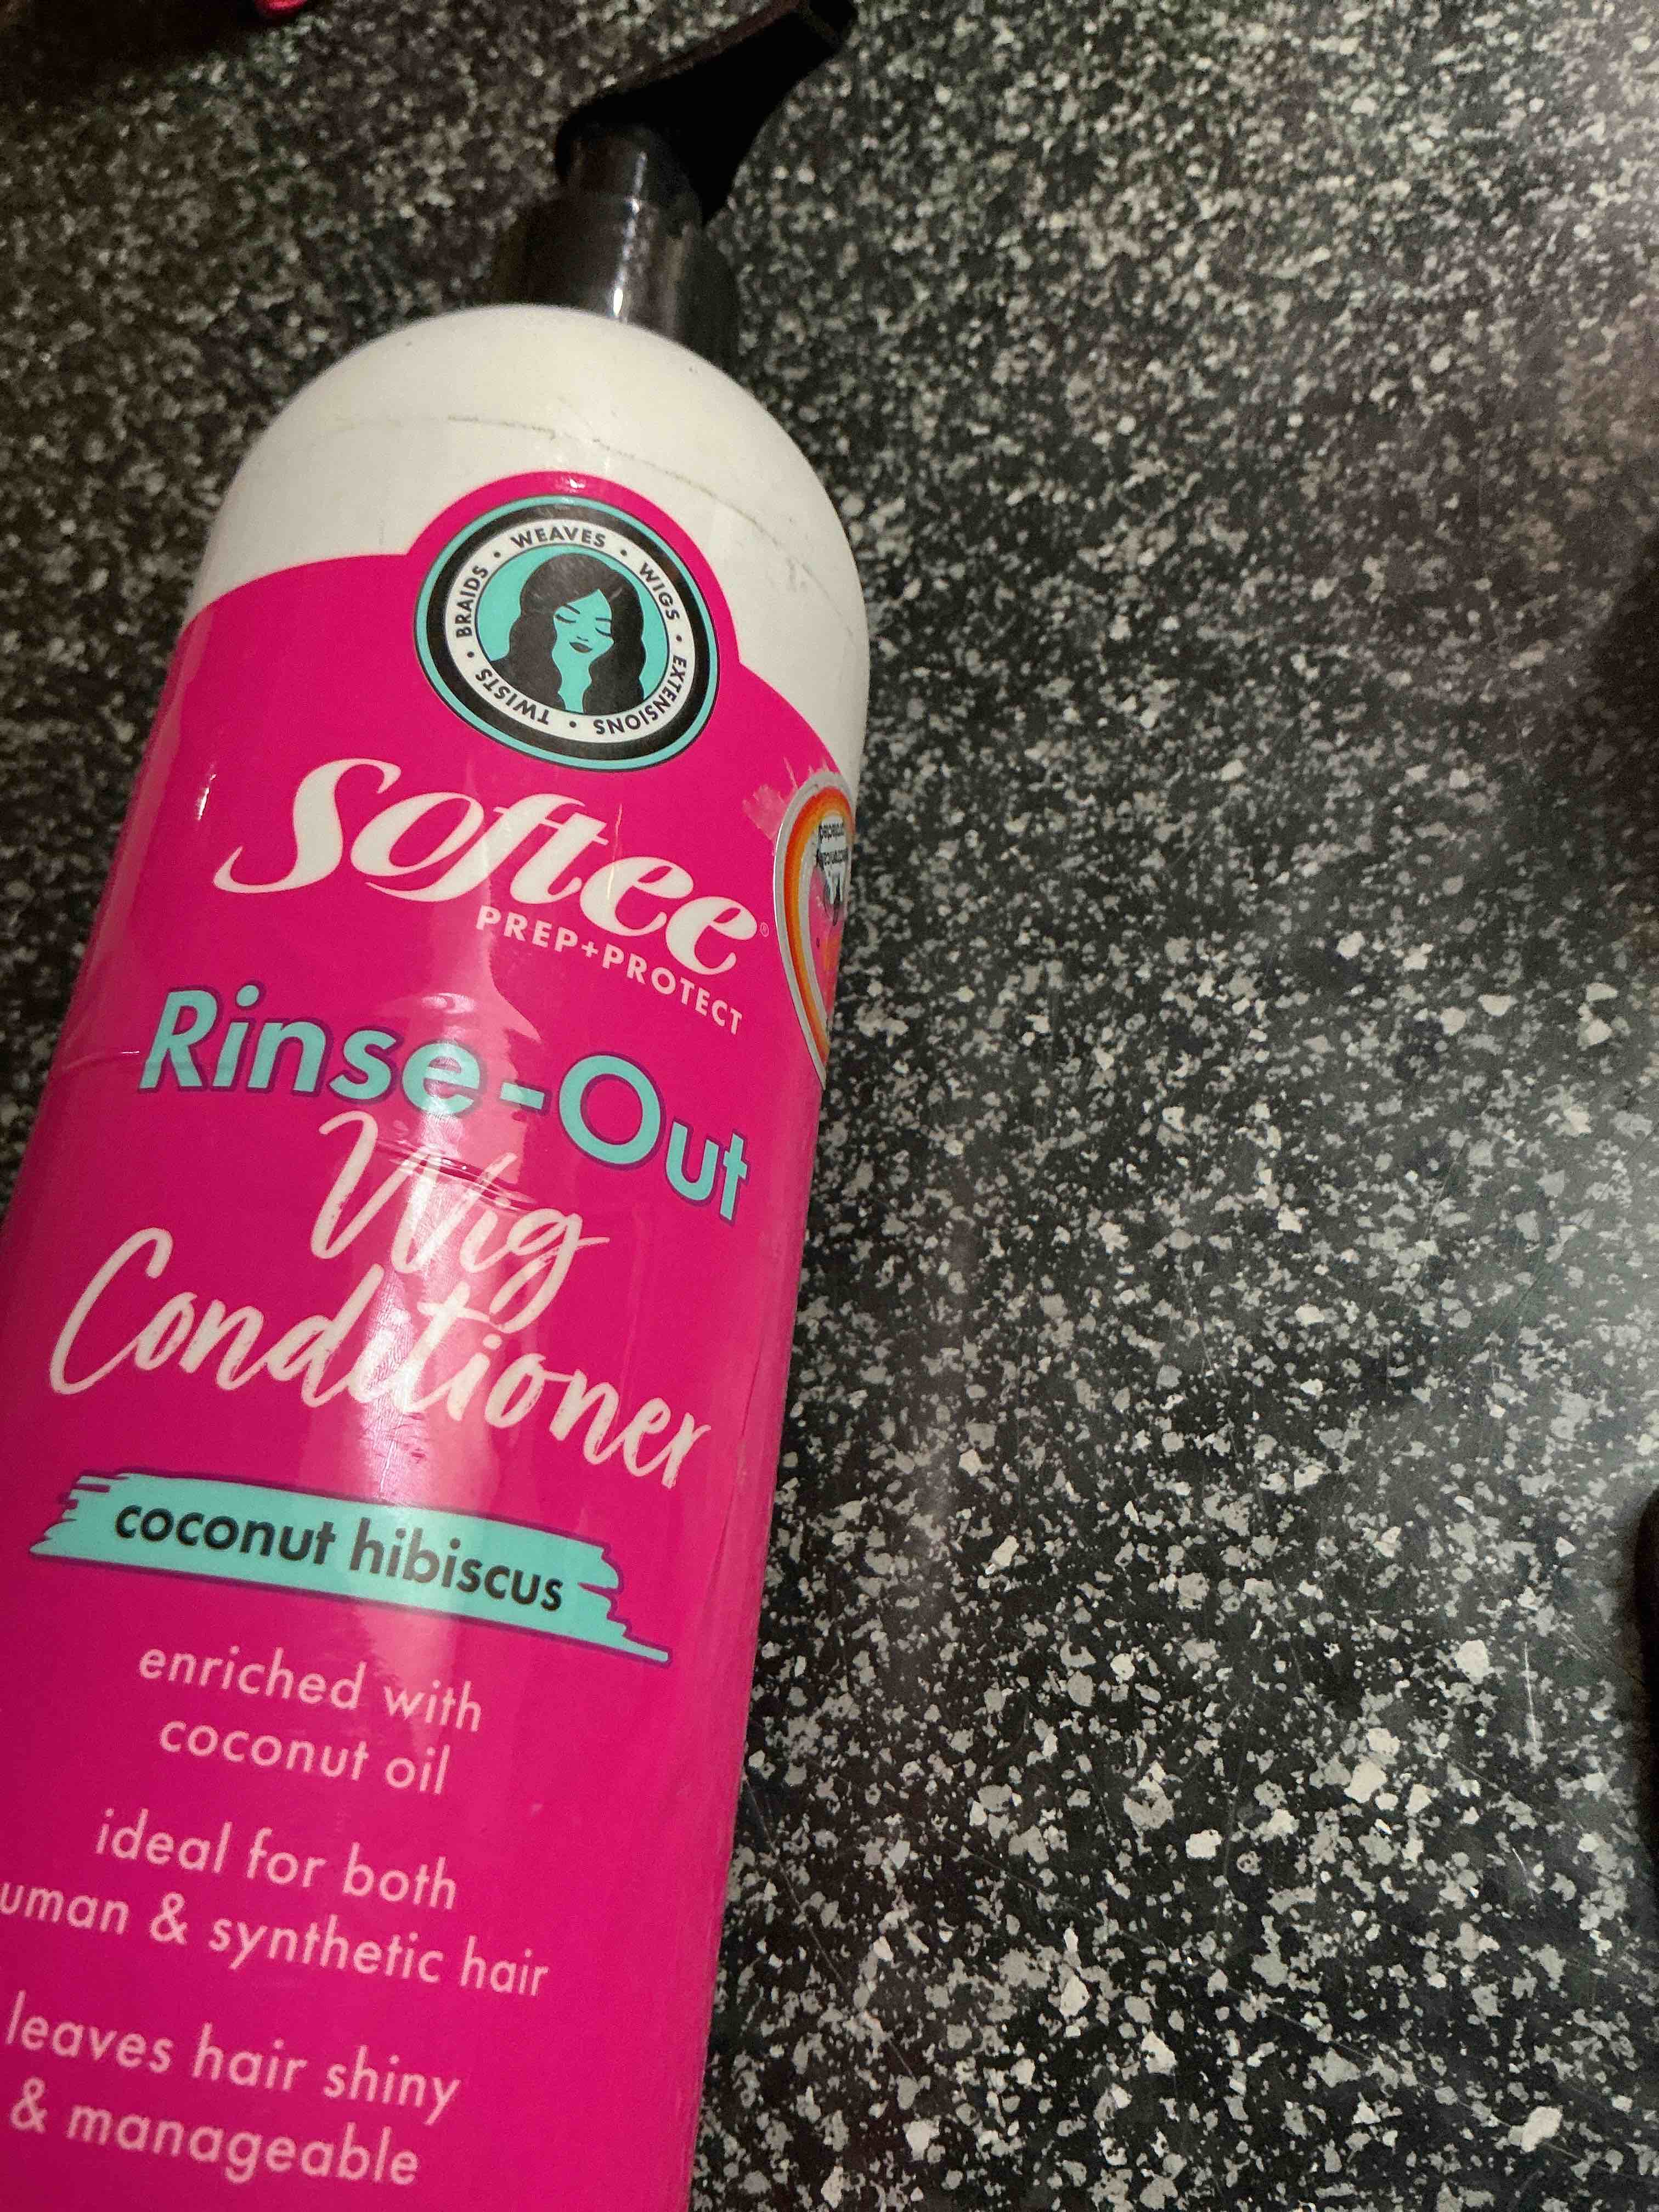 BRAIDS • WEAVES • WIGS • EXTENSIONS • TWISTS •
Softee®
PREP+PROTECT
Rinse-Out
Wig
Conditioner
coconut hibiscus
enriched with
coconut oil
ideal for both
uman & synthetic hair
leaves hair shiny
& manageable